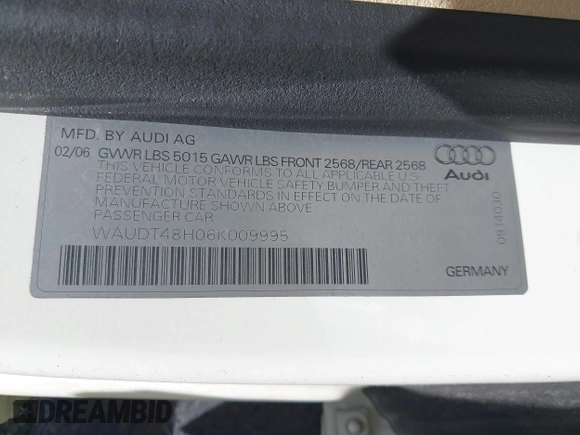 MFD. BY AUDI AG
02/06 GVWR LBS 5015 GAWR LBS FRONT 2568/REAR 2568
THIS VEHICLE CONFORMS TO ALL APPLICABLE
FEDERAL MOTOR VEHICLE SAFETY,BUMPER AND THEFT
PREVENTION STANDARDS IN EFFECT ON THE DATE OF
MANUFACTURE SHOWN ABOVE
PASSENGER CAR
WAUDT48H06K009995
Audi
0914030
GERMANY
DREAMBID